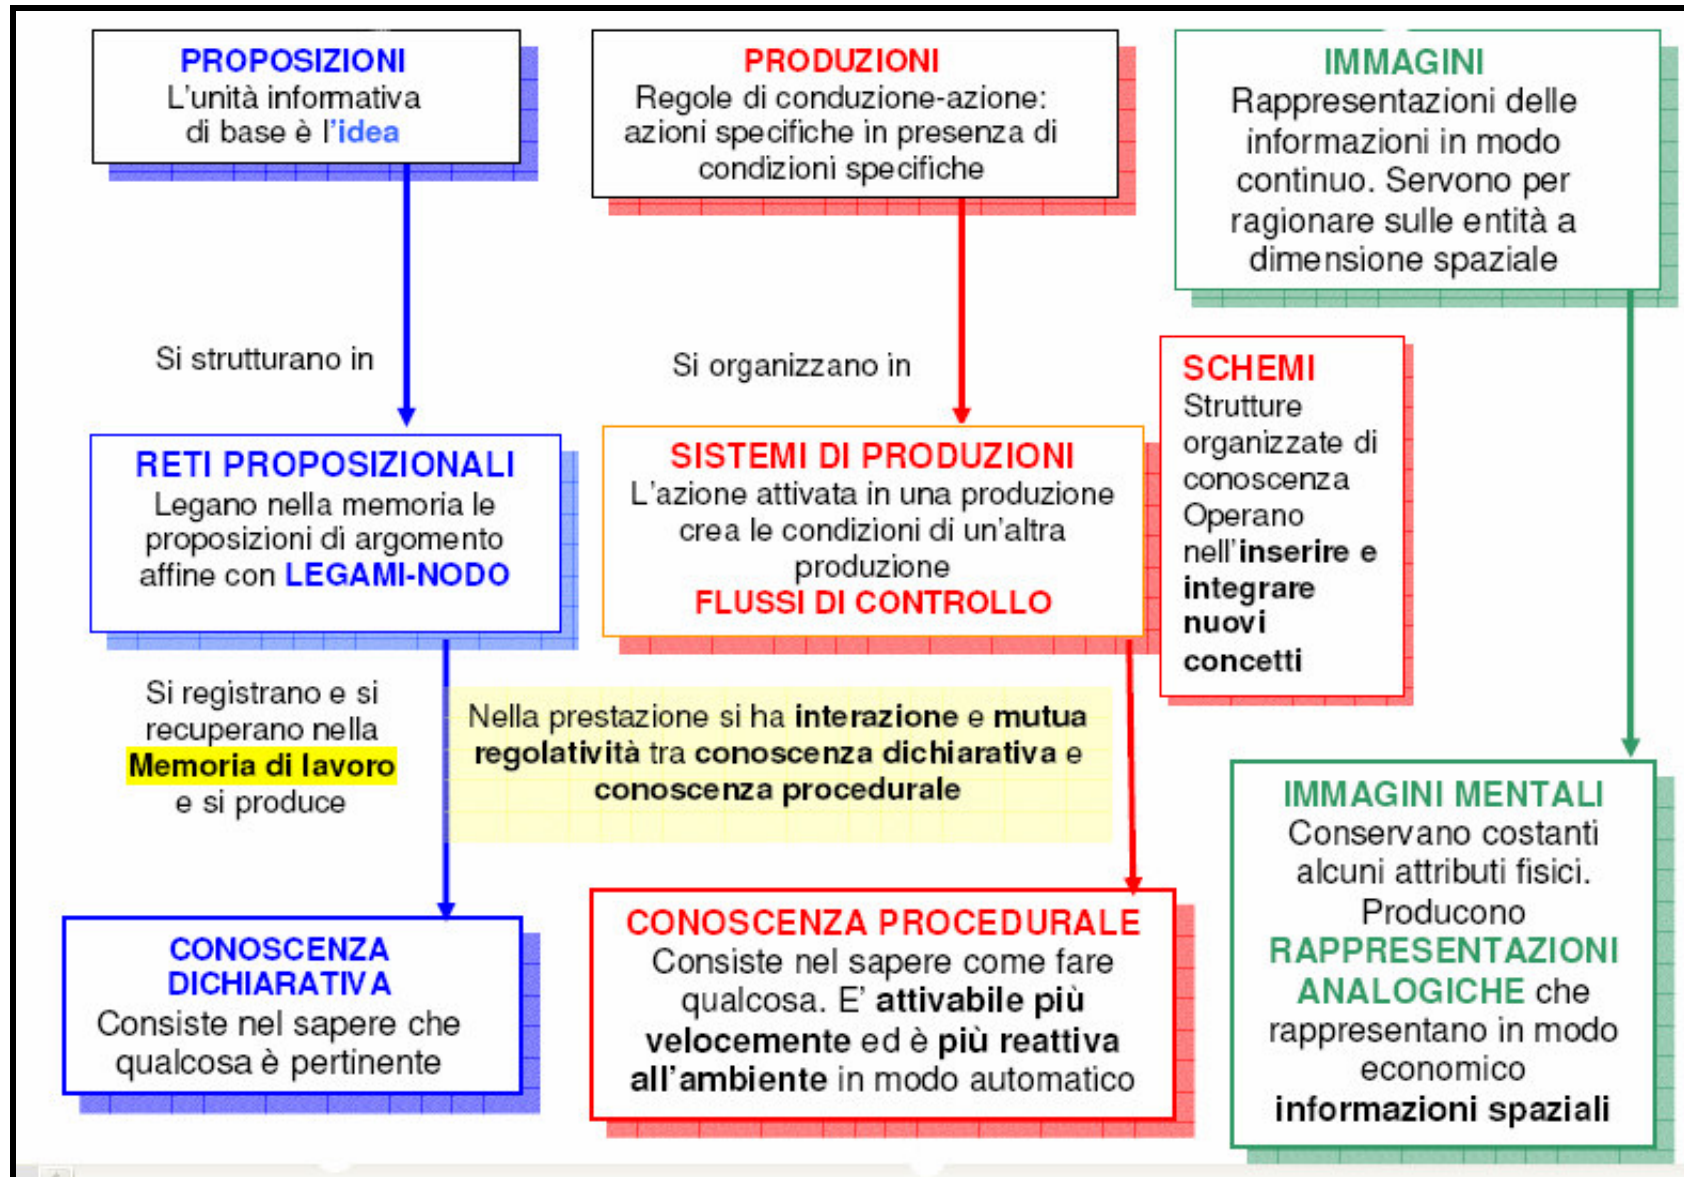 PROPOSIZIONI
L'unità informativa
di base è l'idea
PRODUZIONI
Regole di conduzione-azione:
azioni specifiche in presenza di
condizioni specifiche
IMMAGINI
Rappresentazioni delle
informazioni in modo
continuo. Servono per
ragionare sulle entità a
dimensione spaziale
Si strutturano in
Si organizzano in
SCHEMI
Strutture
organizzate di
conoscenza
Operano
nell'inserire e
integrare
nuovi
concetti
RETI PROPOSIZIONALI
Legano nella memoria le
proposizioni di argomento
affine con LEGAMI-NODO
SISTEMI DI PRODUZIONI
L'azione attivata in una produzione
crea le condizioni di un'altra
produzione
FLUSSI DI CONTROLLO
Si registrano e si
recuperano nella
Memoria di lavoro
e si produce
Nella prestazione si ha interazione e mutua
regolatività tra conoscenza dichiarativa e
conoscenza procedurale
IMMAGINI MENTALI
Conservano costanti
alcuni attributi fisici.
Producono
RAPPRESENTAZIONI
ANALOGICHE che
rappresentano in modo
economico
informazioni spaziali
CONOSCENZA
DICHIARATIVA
Consiste nel sapere che
qualcosa è pertinente
CONOSCENZA PROCEDURALE
Consiste nel sapere come fare
qualcosa. E' attivabile più
velocemente ed è più reattiva
all'ambiente in modo automatico